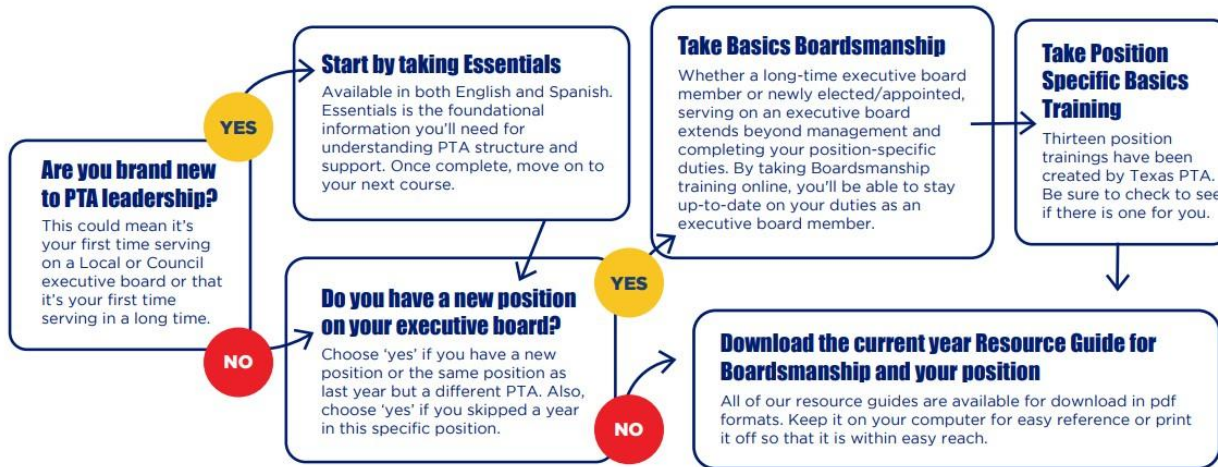 Are you brand new
to PTA leadership?
This could mean it's
your first time serving
on a Local or Council
executive board or that
it's your first time
serving in a long time.
YES
NO
Start by taking Essentials
Available in both English and Spanish.
Essentials is the foundational
information you'll need for
understanding PTA structure and
support. Once complete, move on to
your next course.
Do you have a new position
on your executive board?
Choose ‘yes’ if you have a new
position or the same position as
last year but a different PTA. Also,
choose ‘yes’ if you skipped a year
in this specific position.
YES
NO
Take Basics Boardsmanship
Whether a long-time executive board
member or newly elected/appointed,
serving on an executive board
extends beyond management and
completing your position-specific
duties. By taking Boardsmanship
training online, you'll be able to stay
up-to-date on your duties as an
executive board member.
Take Position
Specific Basics
Training
Thirteen position
trainings have been
created by Texas PTA.
Be sure to check to see
if there is one for you.
Download the current year Resource Guide for
Boardsmanship and your position
All of our resource guides are available for download in pdf
formats. Keep it on your computer for easy reference or print
it off so that it is within easy reach.